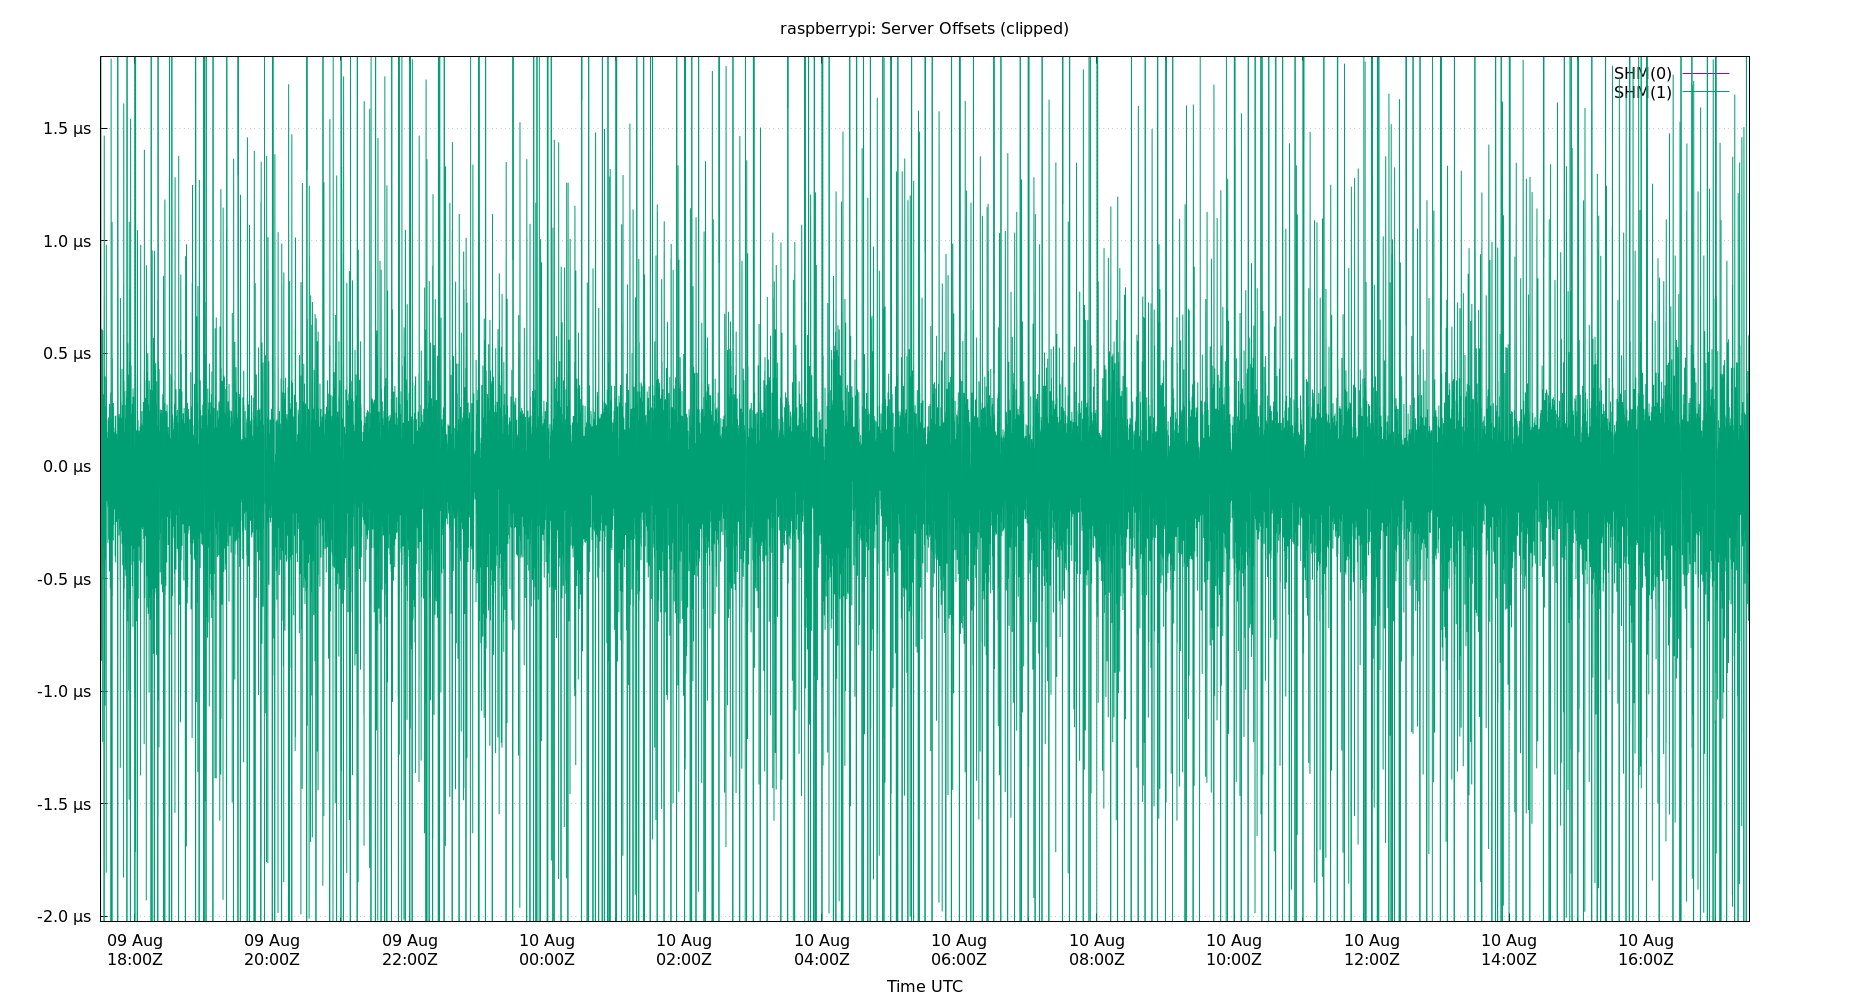 raspberrypi: Server Offsets (clipped)
SHM(0)
SHM(1)
1.5 µs
1.0 µs
0.5 µs
0.0 µs
-0.5 µs
-1.0 µs
-1.5 µs
-2.0 µs
09 Aug 09 Aug 09 Aug 10 Aug 10 Aug 10 Aug 10 Aug 10 Aug 10 Aug 10 Aug 10 Aug 10 Aug
18:00Z 20:00Z 22:00Z 00:00Z 02:00Z 04:00Z 06:00Z 08:00Z 10:00Z 12:00Z 14:00Z 16:00Z
Time UTC